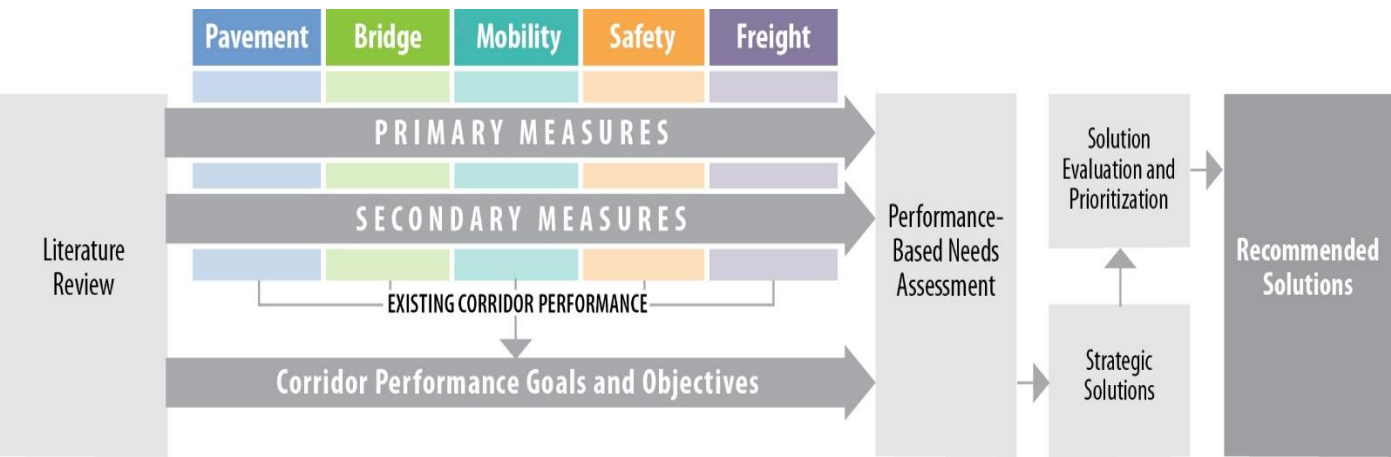 Pavement
Bridge
Mobility
Safety
Freight
Literature
Review
PRIMARY MEASURES
SECONDARY MEASURES
EXISTING CORRIDOR PERFORMANCE
Corridor Performance Goals and Objectives
Performance-
Based Needs
Assessment
Solution
Evaluation and
Prioritization
Strategic
Solutions
Recommended
Solutions